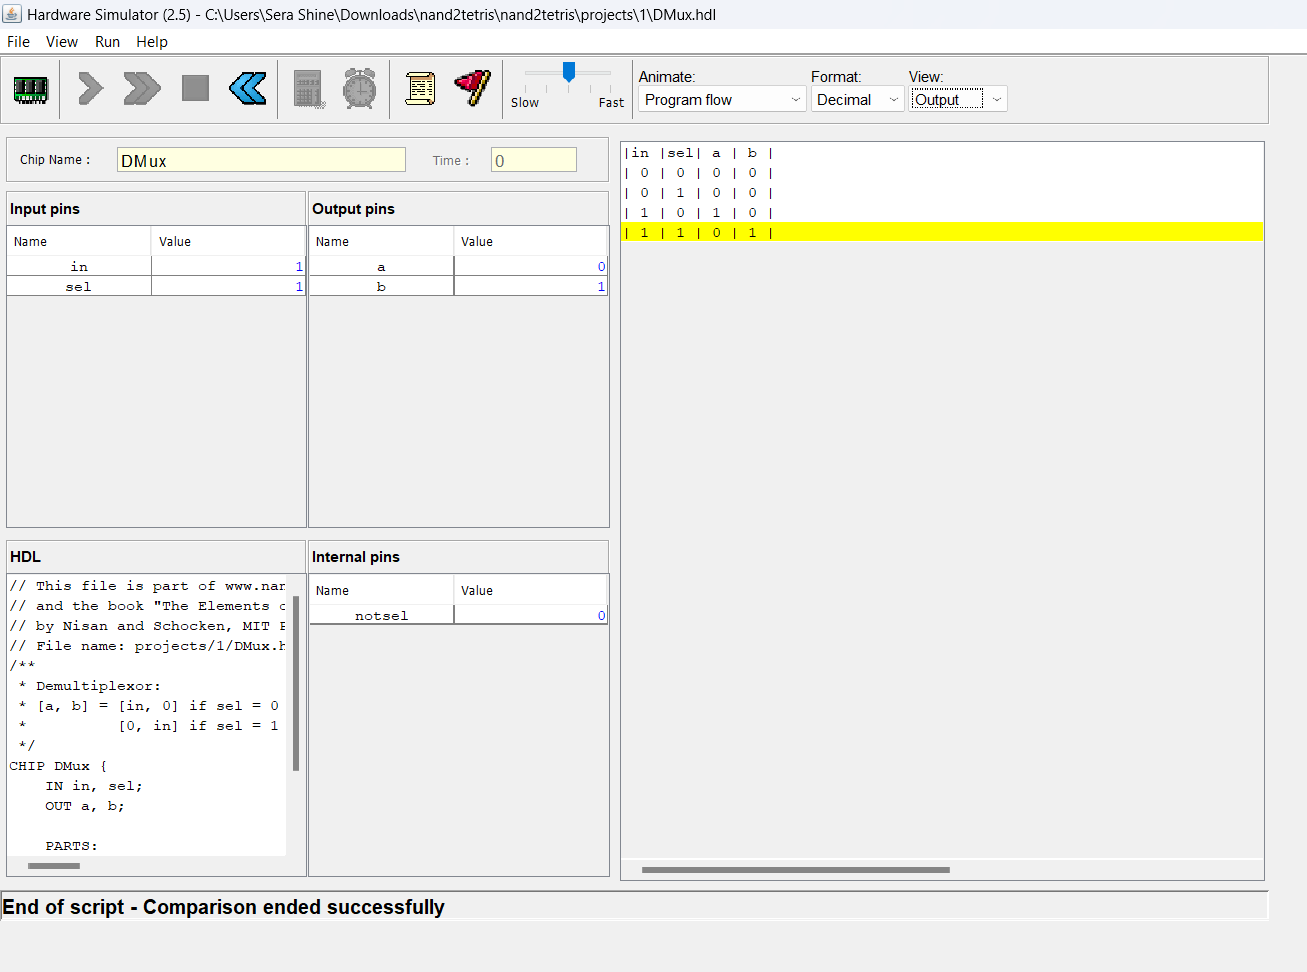 Hardware Simulator (2.5) - C:\Users\Sera Shine\Downloads\nand2tetris\nand2tetris\projects\1\DMux.hdl
File View Run Help
Slow Fast
Animate: Format: View:
Program flow Decimal Output
Chip Name : DMux Time : 0
Input pins
Name Value
in 1
sel 1
Output pins
Name Value
a 0
b 1
|in |sel| a | b |
| 0 | 0 | 0 | 0 |
| 0 | 1 | 0 | 0 |
| 1 | 0 | 1 | 0 |
| 1 | 1 | 0 | 1 |
HDL
// This file is part of www.nan
// and the book "The Elements
// by Nisan and Schocken, MIT
// File name: projects/1/DMux.h
/**
* Demultiplexor:
* [a, b] = [in, 0] if sel = 0
* [0, in] if sel = 1
*/
CHIP DMux {
IN in, sel;
OUT a, b;
PARTS:
Internal pins
Name Value
notsel 0
End of script - Comparison ended successfully